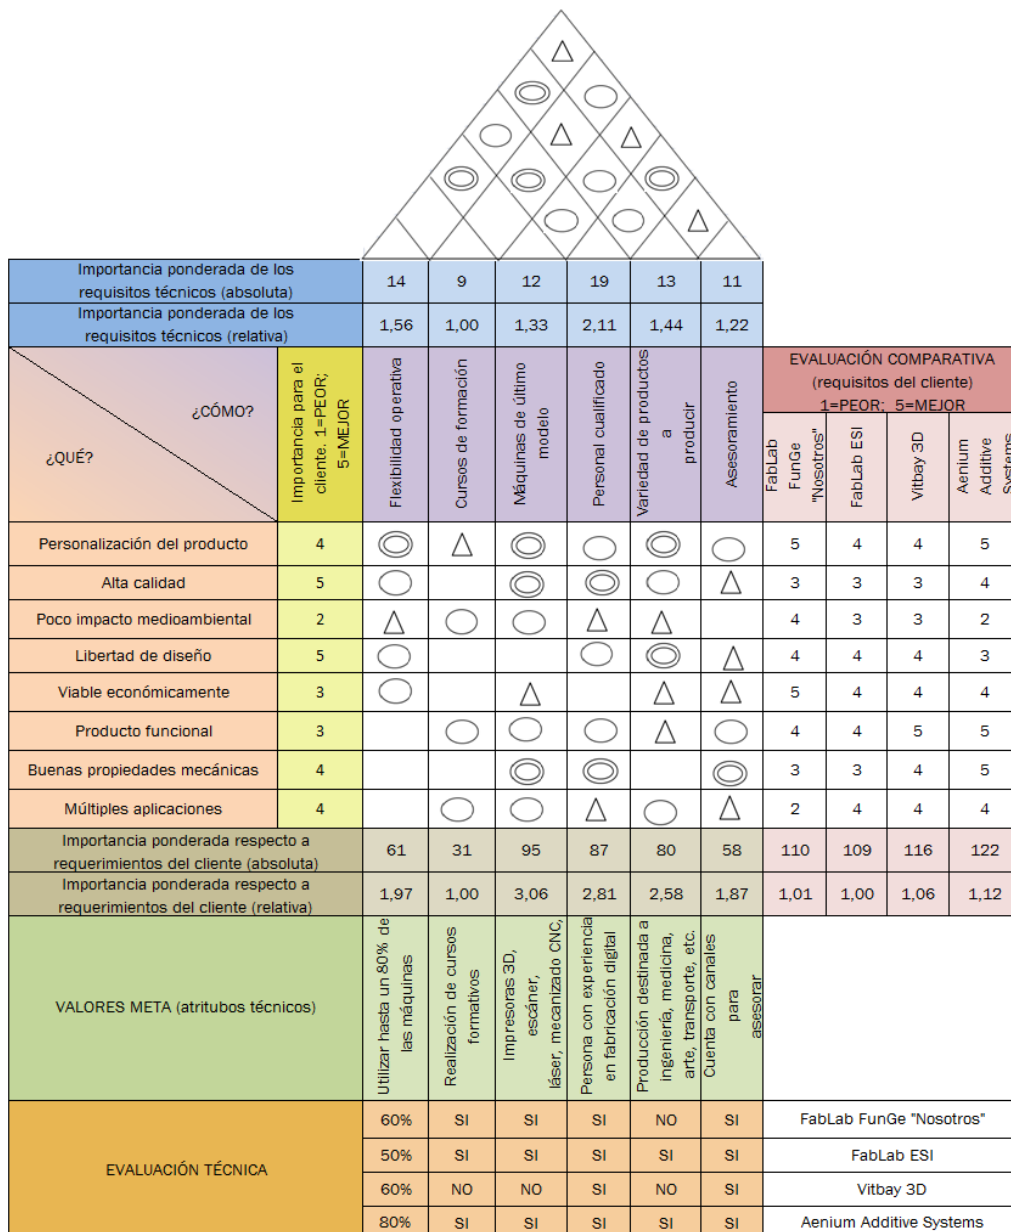 Importancia ponderada de los
requisitos técnicos (absoluta)
14 9 12 19 13 11
Importancia ponderada de los
requisitos técnicos (relativa)
1,56 1,00 1,33 2,11 1,44 1,22
¿CÓMO?
¿QUÉ?
Importancia para el
cliente. 1=PEOR;
5=MEJOR
Flexibilidad operativa
Cursos de formación
Máquinas de último
modelo
Personal cualificado
Variedad de productos
a
producir
Asesoramiento
EVALUACIÓN COMPARATIVA
(requisitos del cliente)
1=PEOR; 5=MEJOR
FabLab
FunGe
"Nosotros"
FabLab ESI
Vitbay 3D
Aenium
Additive
Systems
Personalización del producto 4 5 4 4 5
Alta calidad 5 3 3 3 4
Poco impacto medioambiental 2 4 3 3 2
Libertad de diseño 5 4 4 4 3
Viable económicamente 3 5 4 4 4
Producto funcional 3 4 4 5 5
Buenas propiedades mecánicas 4 3 3 4 5
Múltiples aplicaciones 4 2 4 4 4
Importancia ponderada respecto a
requerimientos del cliente (absoluta)
61 31 95 87 80 58 110 109 116 122
Importancia ponderada respecto a
requerimientos del cliente (relativa)
1,97 1,00 3,06 2,81 2,58 1,87 1,01 1,00 1,06 1,12
VALORES META (atritubos técnicos)
Utilizar hasta un 80% de
las máquinas
Realización de cursos
formativos
Impresoras 3D,
escáner,
láser, mecanizado CNC,
Persona con experiencia
en fabricación digital
Producción destinada a
ingeniería, medicina,
arte, transporte, etc.
Cuenta con canales
para
asesorar
EVALUACIÓN TÉCNICA
60% SI SI SI NO SI FabLab FunGe "Nosotros"
50% SI SI SI SI SI FabLab ESI
60% NO NO SI NO SI Vitbay 3D
80% SI SI SI SI SI Aenium Additive Systems